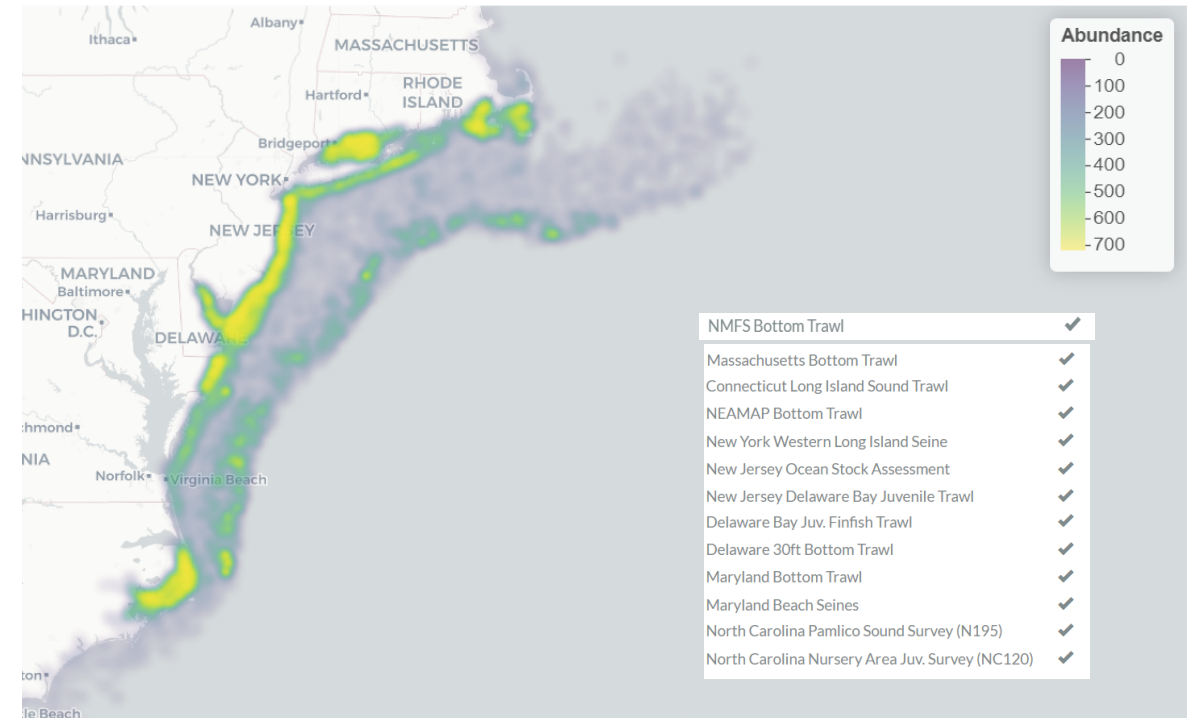 Albany
Ithaca
MASSACHUSETTS
RHODE
ISLAND
Hartford
Bridgeport
NNSYLVANIA
NEW YORK
Harrisburg
NEW JERSEY
MARYLAND
Baltimore
HINGTON
D.C.
DELAWARE
hmond
NIA
Norfolk
Virginia Beach
ton
le Beach
Abundance
0
100
200
300
400
500
600
700
NMFS Bottom Trawl
Massachusetts Bottom Trawl
Connecticut Long Island Sound Trawl
NEAMAP Bottom Trawl
New York Western Long Island Seine
New Jersey Ocean Stock Assessment
New Jersey Delaware Bay Juvenile Trawl
Delaware Bay Juv. Finfish Trawl
Delaware 30ft Bottom Trawl
Maryland Bottom Trawl
Maryland Beach Seines
North Carolina Pamlico Sound Survey (N195)
North Carolina Nursery Area Juv. Survey (NC120)